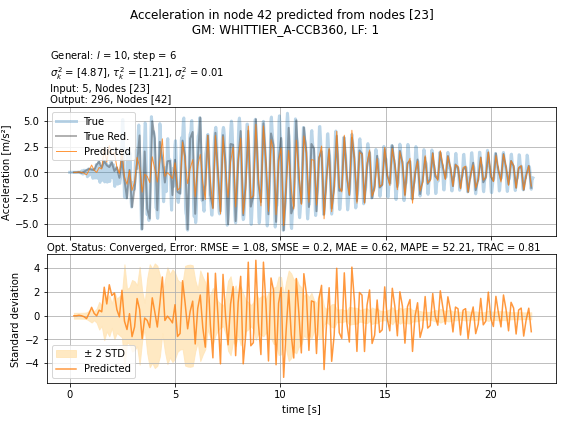 Acceleration in node 42 predicted from nodes [23]
GM: WHITTIER_A-CCB360, LF: 1
General: l = 10, step = 6
σ²ₖ = [4.87], τ²ₖ = [1.21], σ²ε = 0.01
Input: 5, Nodes [23]
Output: 296, Nodes [42]
Acceleration [m/s²]
5.0
2.5
0.0
−2.5
−5.0
True
True Red.
Predicted
Opt. Status: Converged, Error: RMSE = 1.08, SMSE = 0.2, MAE = 0.62, MAPE = 52.21, TRAC = 0.81
Standard deviation
4
2
0
−2
−4
± 2 STD
Predicted
0
5
10
15
20
time [s]